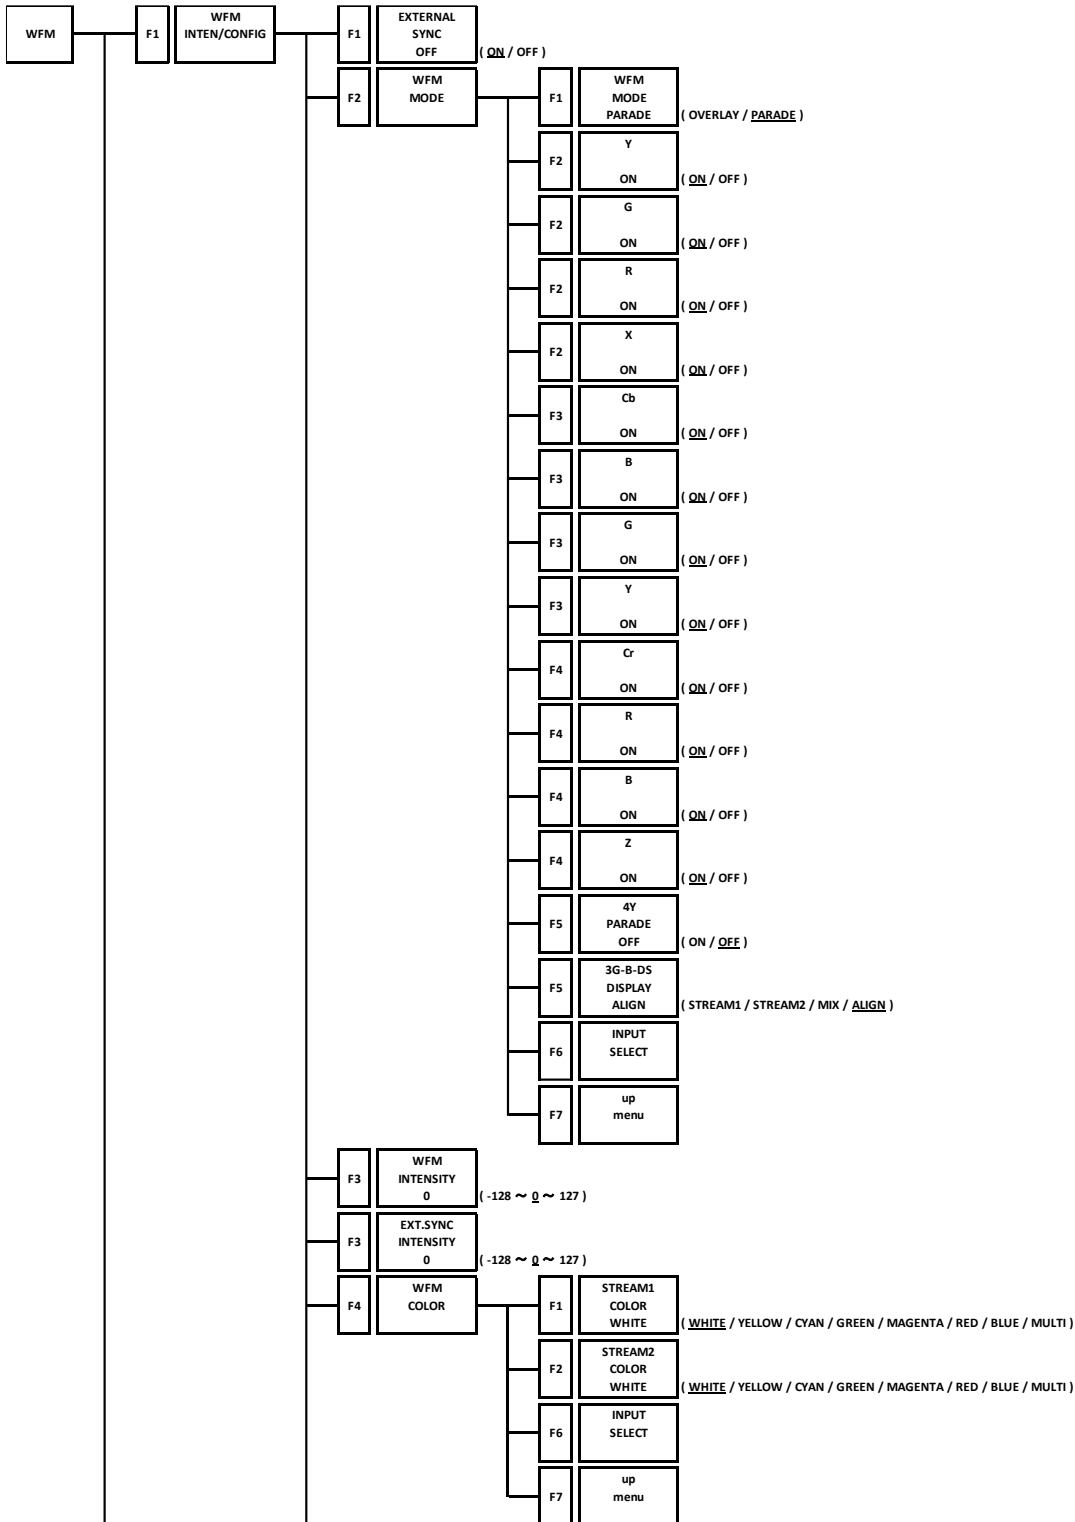 WFM
F1
WFM
INTEN/CONFIG
F1
EXTERNAL
SYNC
OFF
( ON / OFF )
F2
WFM
MODE
F1
WFM
MODE
PARADE
( OVERLAY / PARADE )
F2
Y
ON
( ON / OFF )
F2
G
ON
( ON / OFF )
F2
R
ON
( ON / OFF )
F2
X
ON
( ON / OFF )
F3
Cb
ON
( ON / OFF )
F3
B
ON
( ON / OFF )
F3
G
ON
( ON / OFF )
F3
Y
ON
( ON / OFF )
F4
Cr
ON
( ON / OFF )
F4
R
ON
( ON / OFF )
F4
B
ON
( ON / OFF )
F4
Z
ON
( ON / OFF )
F5
4Y
PARADE
OFF
( ON / OFF )
F5
3G-B-DS
DISPLAY
ALIGN
( STREAM1 / STREAM2 / MIX / ALIGN )
F6
INPUT
SELECT
F7
up
menu
F3
WFM
INTENSITY
0
( -128 ～ 0 ～ 127 )
F3
EXT.SYNC
INTENSITY
0
( -128 ～ 0 ～ 127 )
F4
WFM
COLOR
F1
STREAM1
COLOR
WHITE
( WHITE / YELLOW / CYAN / GREEN / MAGENTA / RED / BLUE / MULTI )
F2
STREAM2
COLOR
WHITE
( WHITE / YELLOW / CYAN / GREEN / MAGENTA / RED / BLUE / MULTI )
F6
INPUT
SELECT
F7
up
menu